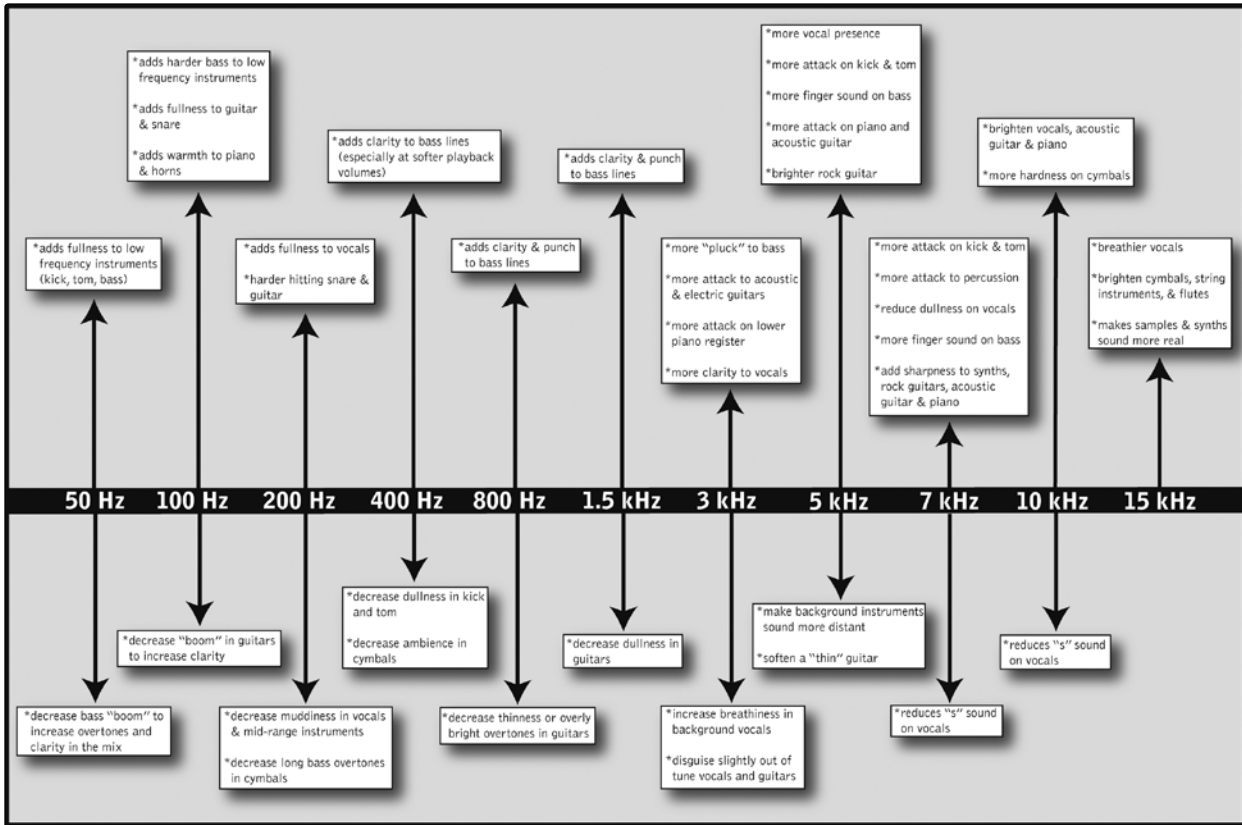 *adds fullness to low
frequency instruments
(kick, tom, bass)
*adds harder bass to low
frequency instruments
*adds fullness to guitar
& snare
*adds warmth to piano
& horns
*adds fullness to vocals
*harder hitting snare &
guitar
*adds clarity to bass lines
(especially at softer playback
volumes)
*adds clarity & punch
to bass lines
*adds clarity & punch
to bass lines
*more "pluck" to bass
*more attack to acoustic
& electric guitars
*more attack on lower
piano register
*more clarity to vocals
*more vocal presence
*more attack on kick & tom
*more finger sound on bass
*more attack on piano and
acoustic guitar
*brighter rock guitar
*more attack on kick & tom
*more attack to percussion
*reduce dullness on vocals
*more finger sound on bass
*add sharpness to synths,
rock guitars, acoustic
guitar & piano
*brighten vocals, acoustic
guitar & piano
*more hardness on cymbals
*breathier vocals
*brighten cymbals, string
instruments, & flutes
*makes samples & synths
sound more real
50 Hz 100 Hz 200 Hz 400 Hz 800 Hz 1.5 kHz 3 kHz 5 kHz 7 kHz 10 kHz 15 kHz
*decrease bass "boom" to
increase overtones and
clarity in the mix
*decrease "boom" in guitars
to increase clarity
*decrease muddiness in vocals
& mid-range instruments
*decrease long bass overtones
in cymbals
*decrease dullness in kick
and tom
*decrease ambience in
cymbals
*decrease thinness or overly
bright overtones in guitars
*decrease dullness in
guitars
*increase breathiness in
background vocals
*disguise slightly out of
tune vocals and guitars
*make background instruments
sound more distant
*soften a "thin" guitar
*reduces "s" sound
on vocals
*reduces "s" sound
on vocals